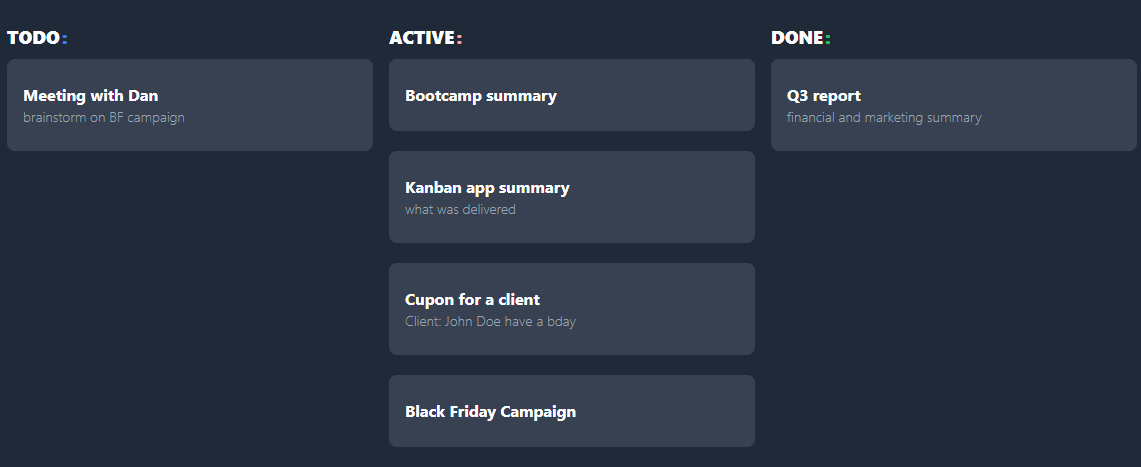 TODO:
Meeting with Dan
brainstorm on BF campaign
ACTIVE:
Bootcamp summary
Kanban app summary
what was delivered
Cupon for a client
Client: John Doe have a bday
Black Friday Campaign
DONE:
Q3 report
financial and marketing summary